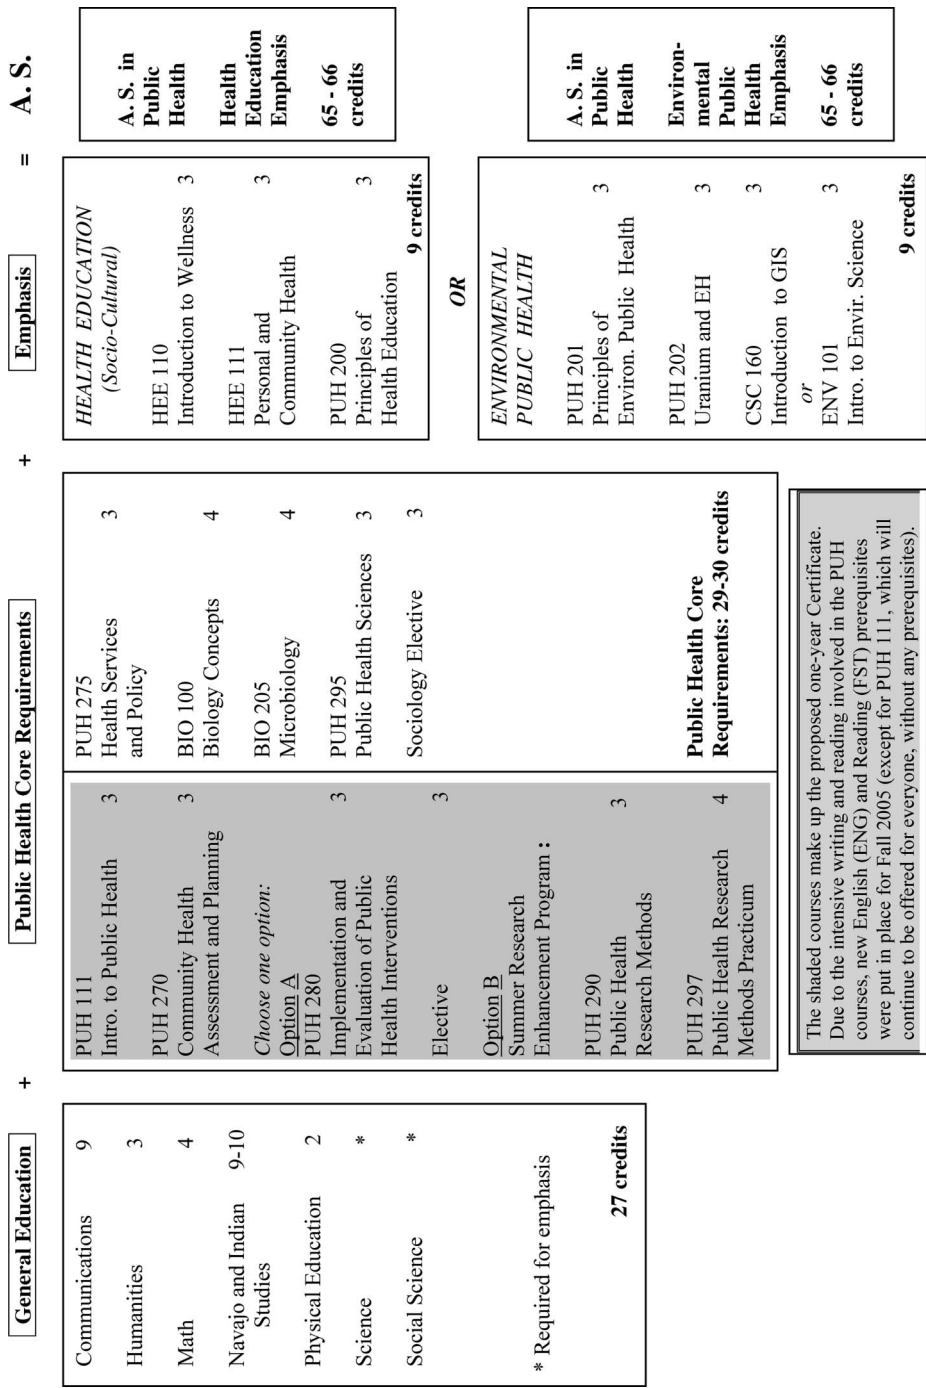 General Education
+
Public Health Core Requirements
+
Emphasis
=
A. S.
Communications 9
Humanities 3
Math 4
Navajo and Indian 9-10
Studies
Physical Education 2
Science *
Social Science *
* Required for emphasis
27 credits
PUH 111
Intro. to Public Health 3
PUH 270
Community Health 3
Assessment and Planning
Choose one option:
Option A
PUH 280
Implementation and 3
Evaluation of Public
Health Interventions
Elective 3
Option B
Summer Research
Enhancement Program :
PUH 290
Public Health 3
Research Methods
PUH 297
Public Health Research 4
Methods Practicum
PUH 275
Health Services 3
and Policy
BIO 100
Biology Concepts 4
BIO 205
Microbiology 4
PUH 295
Public Health Sciences 3
Sociology Elective 3
Public Health Core
Requirements: 29-30 credits
The shaded courses make up the proposed one-year Certificate.
Due to the intensive writing and reading involved in the PUH
courses, new English (ENG) and Reading (FST) prerequisites
were put in place for Fall 2005 (except for PUH 111, which will
continue to be offered for everyone, without any prerequisites).
HEALTH EDUCATION
(Socio-Cultural)
HEE 110
Introduction to Wellness 3
HEE 111
Personal and 3
Community Health
PUH 200
Principles of 3
Health Education
9 credits
OR
ENVIRONMENTAL
PUBLIC HEALTH
PUH 201
Principles of 3
Environ. Public Health
PUH 202
Uranium and EH 3
CSC 160
Introduction to GIS 3
or
ENV 101
Intro. to Envir. Science 3
9 credits
A. S. in
Public
Health
Health
Education
Emphasis
65 - 66
credits
A. S. in
Public
Health
Environ-
mental
Public
Health
Emphasis
65 - 66
credits